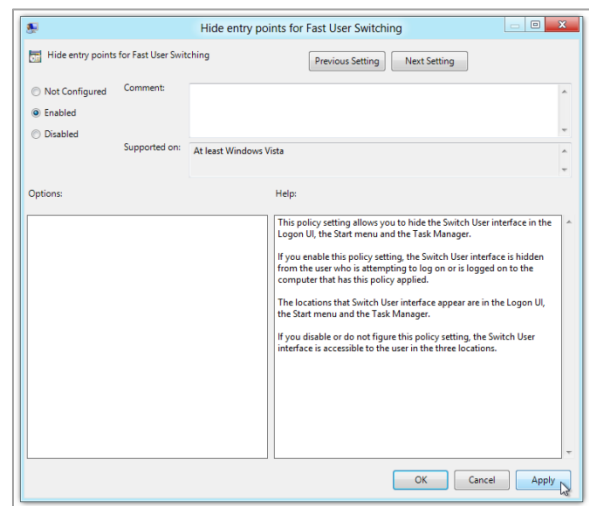 Hide entry points for Fast User Switching
Hide entry points for Fast User Switching
Previous Setting
Next Setting
Not Configured
Comment:
Enabled
Disabled
Supported on:
At least Windows Vista
Options:
Help:
This policy setting allows you to hide the Switch User interface in the
Logon UI, the Start menu and the Task Manager.
If you enable this policy setting, the Switch User interface is hidden
from the user who is attempting to log on or is logged on to the
computer that has this policy applied.
The locations that Switch User interface appear are in the Logon UI,
the Start menu and the Task Manager.
If you disable or do not figure this policy setting, the Switch User
interface is accessible to the user in the three locations.
OK
Cancel
Apply